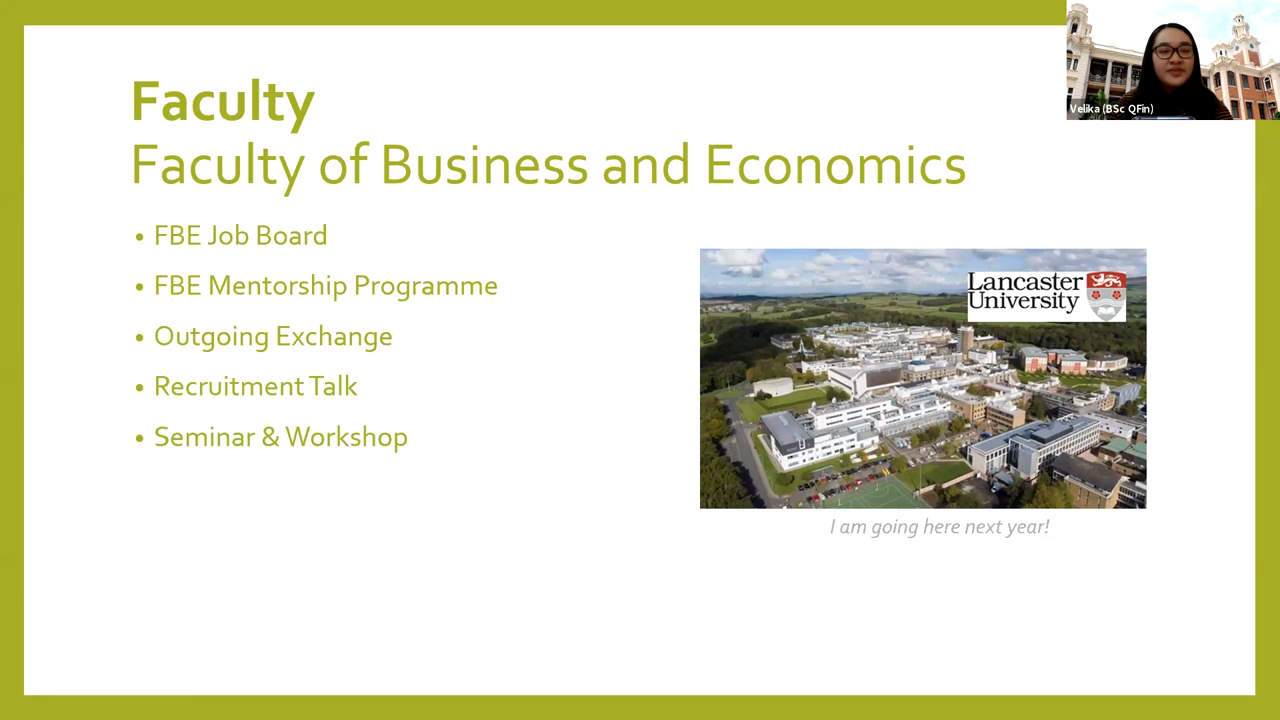 Velika (BSc QFin)
Faculty
Faculty of Business and Economics
• FBE Job Board
• FBE Mentorship Programme
• Outgoing Exchange
• Recruitment Talk
• Seminar & Workshop
Lancaster
University
I am going here next year!